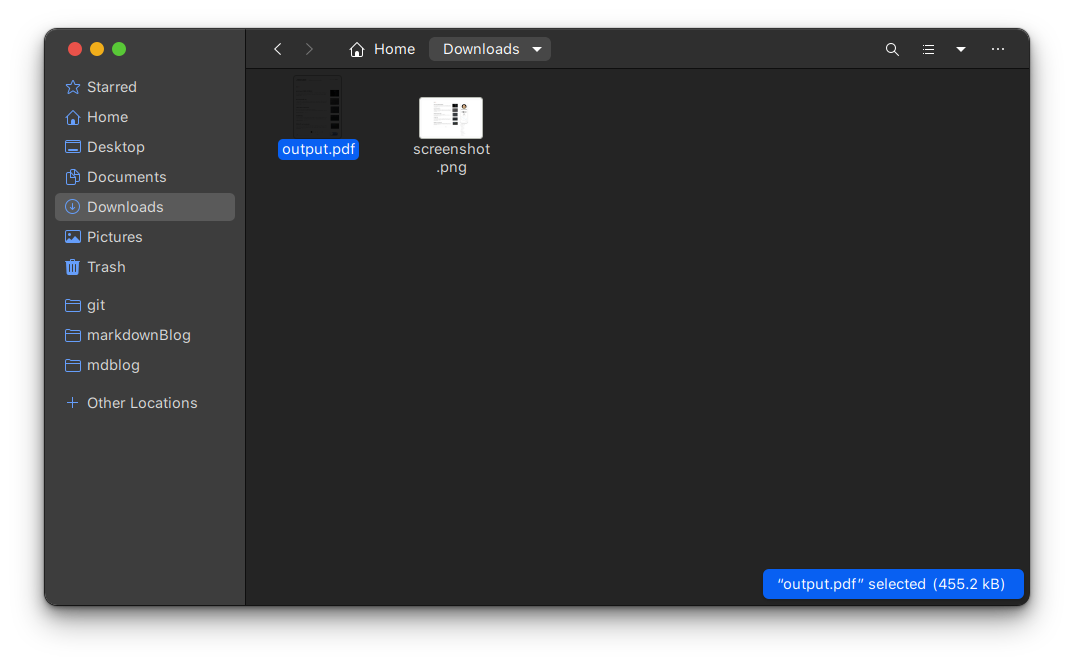 Home
Downloads
Starred
Home
Desktop
Documents
Downloads
Pictures
Trash
git
markdownBlog
mdblog
Other Locations
output.pdf
screenshot
.png
“output.pdf” selected (455.2 kB)